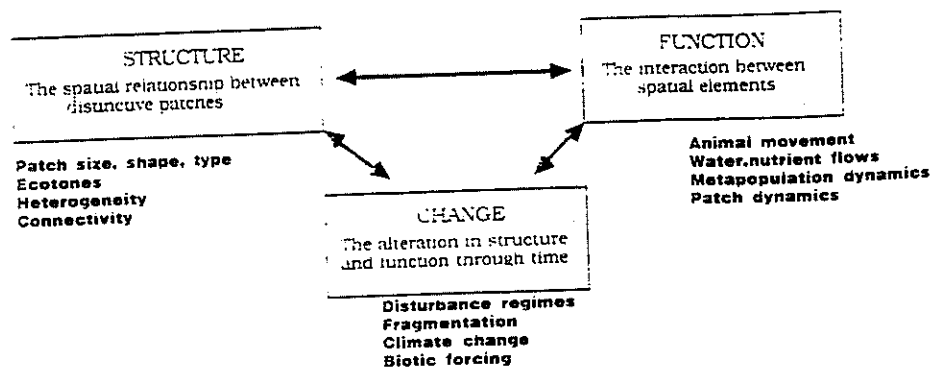 STRUCTURE
The spatial relationship between
distinctive patches
Patch size, shape, type
Ecotones
Heterogeneity
Connectivity
FUNCTION
The interaction between
spatial elements
Animal movement
Water,nutrient flows
Metapopulation dynamics
Patch dynamics
CHANGE
The alteration in structure
and function through time
Disturbance regimes
Fragmentation
Climate change
Biotic forcing